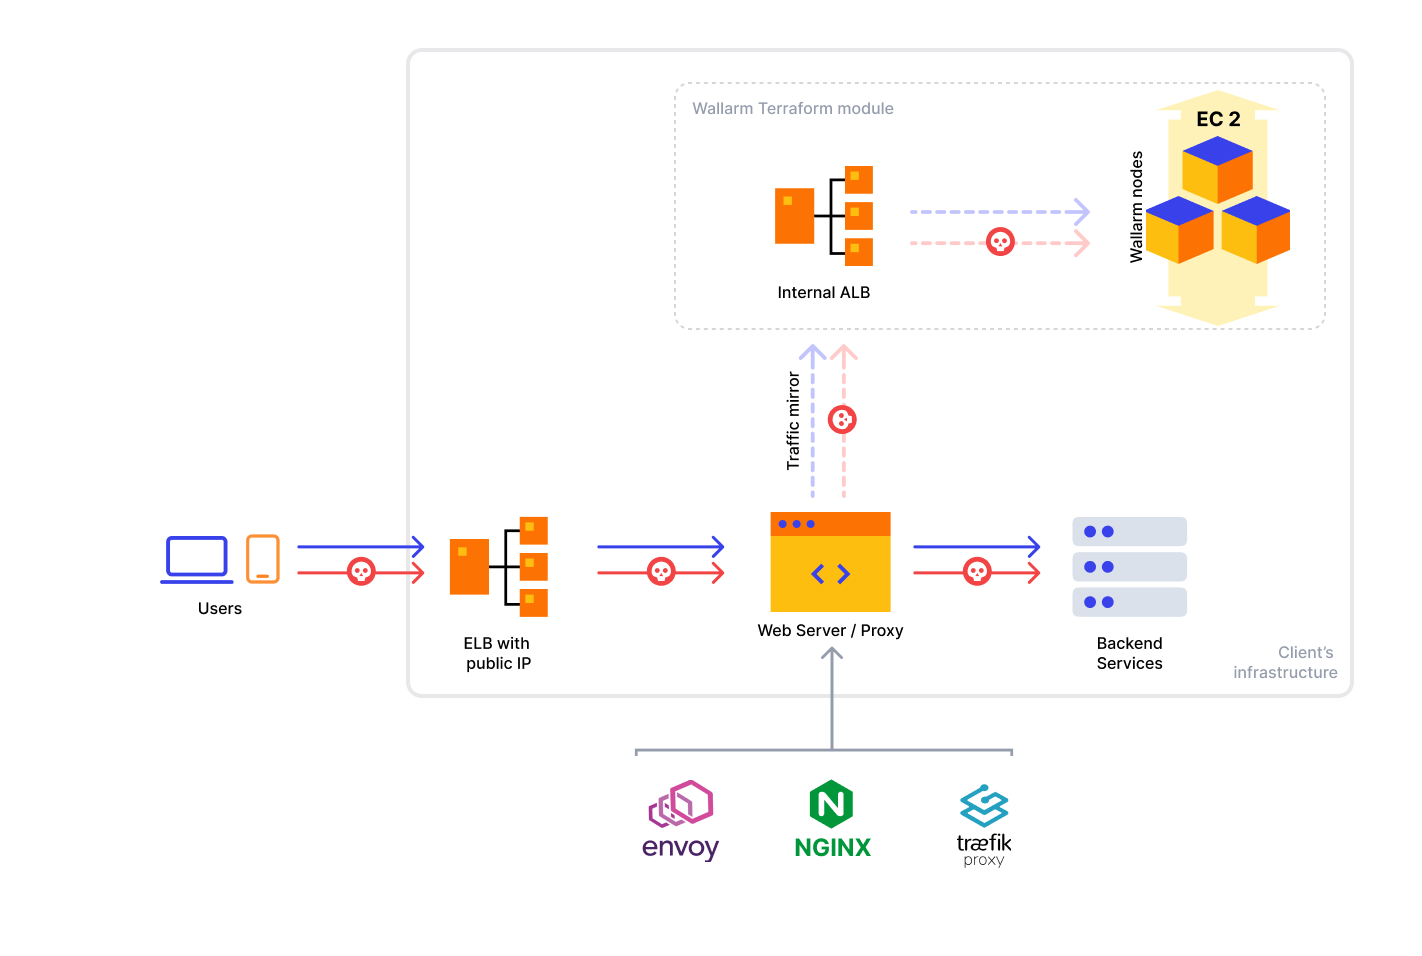 Wallarm Terraform module
EC 2
Wallarm nodes
Internal ALB
Traffic mirror
Users
ELB with
public IP
Web Server / Proxy
Backend
Services
Client’s
infrastructure
envoy
NGINX
træfik
proxy